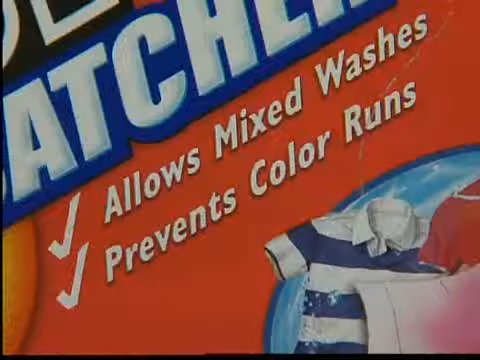 ATCHER
✓ Allows Mixed Washes
✓ Prevents Color Runs